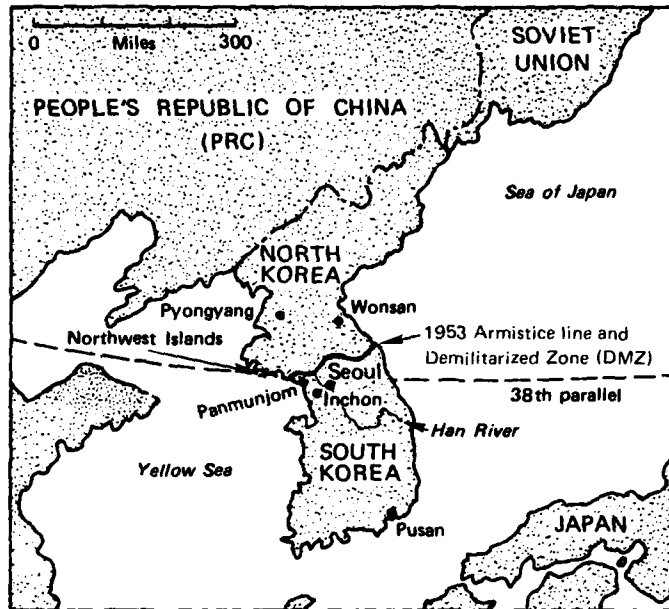 0 Miles 300
SOVIET
UNION
PEOPLE'S REPUBLIC OF CHINA
(PRC)
Sea of Japan
NORTH
KOREA
Pyongyang
Wonsan
Northwest Islands
1953 Armistice line and
Demilitarized Zone (DMZ)
Seoul
Panmunjom
Inchon
38th parallel
Han River
Yellow Sea
SOUTH
KOREA
Pusan
JAPAN